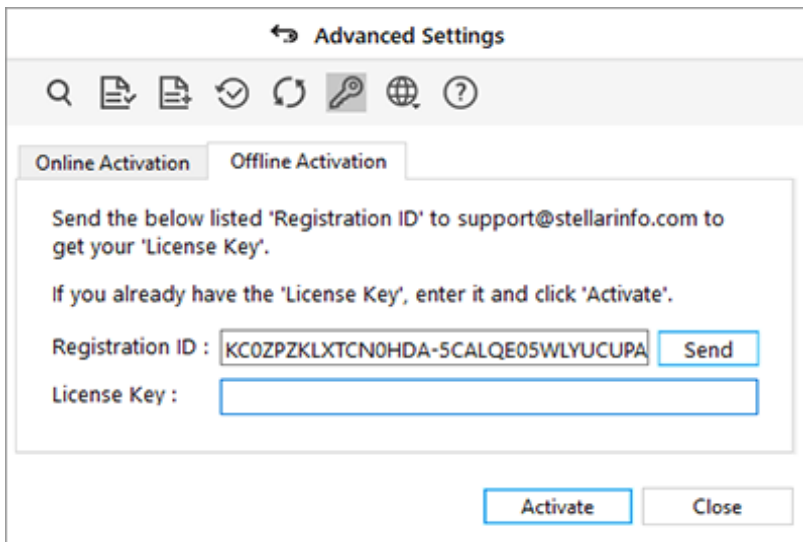 Advanced Settings
Online Activation
Offline Activation
Send the below listed 'Registration ID' to support@stellarinfo.com to
get your 'License Key'.
If you already have the 'License Key', enter it and click 'Activate'.
Registration ID : KC0ZPZKLXTCN0HDA-5CALQE05WLYUCUPA Send
License Key :
Activate
Close